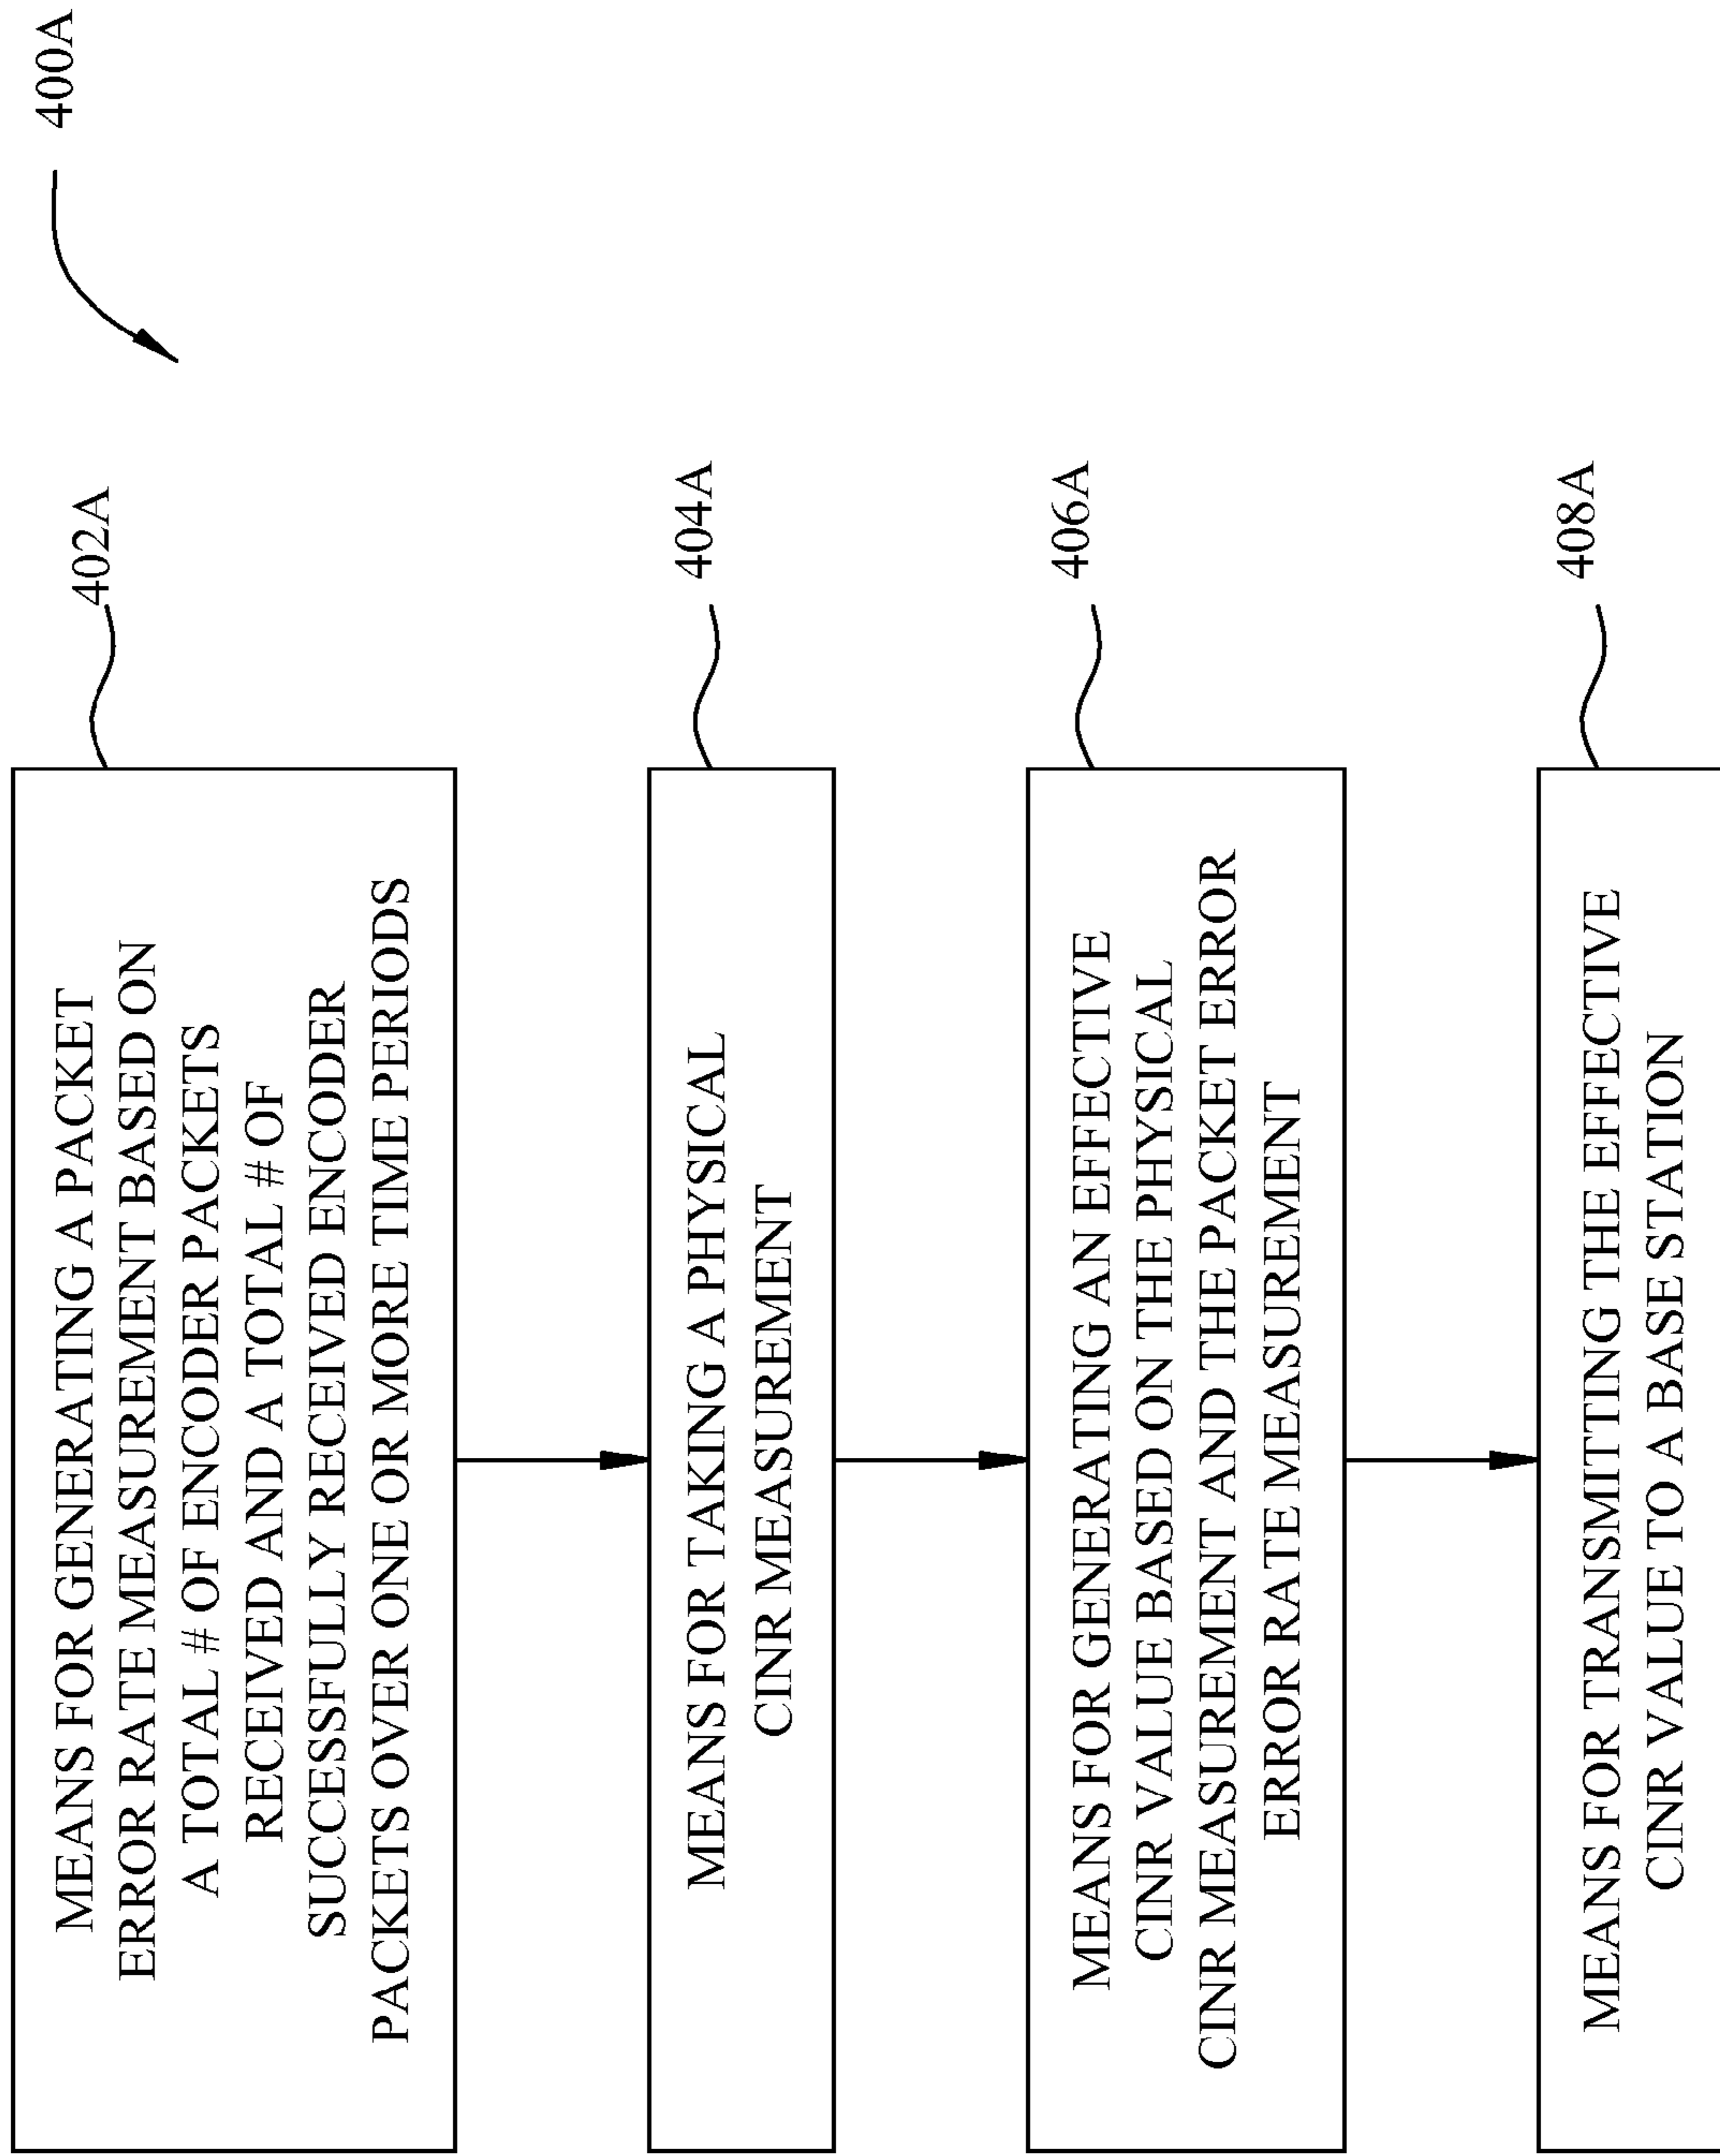 400A
402A
MEANS FOR GENERATING A PACKET
ERROR RATE MEASUREMENT BASED ON
A TOTAL # OF ENCODER PACKETS
RECEIVED AND A TOTAL # OF
SUCCESSFULLY RECEIVED ENCODER
PACKETS OVER ONE OR MORE TIME PERIODS
404A
MEANS FOR TAKING A PHYSICAL
CINR MEASUREMENT
406A
MEANS FOR GENERATING AN EFFECTIVE
CINR VALUE BASED ON THE PHYSICAL
CINR MEASUREMENT AND THE PACKET ERROR
ERROR RATE MEASUREMENT
408A
MEANS FOR TRANSMITTING THE EFFECTIVE
CINR VALUE TO A BASE STATION